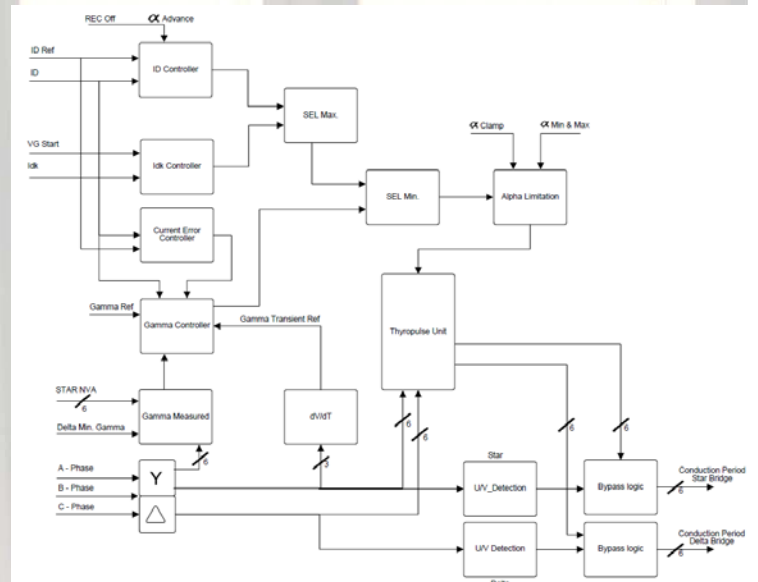 REC Off
α Advance
ID Ref
ID
ID Controller
SEL Max.
α Clamp
α Min & Max
VG Start
Idk
Idk Controller
SEL Min.
Alpha Limitation
Current Error
Controller
Gamma Ref
Gamma Controller
Gamma Transient Ref
Thyropulse Unit
STAR NVA
6
Gamma Measured
dV/dT
Delta Min. Gamma
6
6
6
6
6
3
A - Phase
B - Phase
C - Phase
Y
Star
U/V_Detection
Bypass logic
6
Conduction Period
Star Bridge
U/V Detection
Bypass logic
6
Conduction Period
Delta Bridge